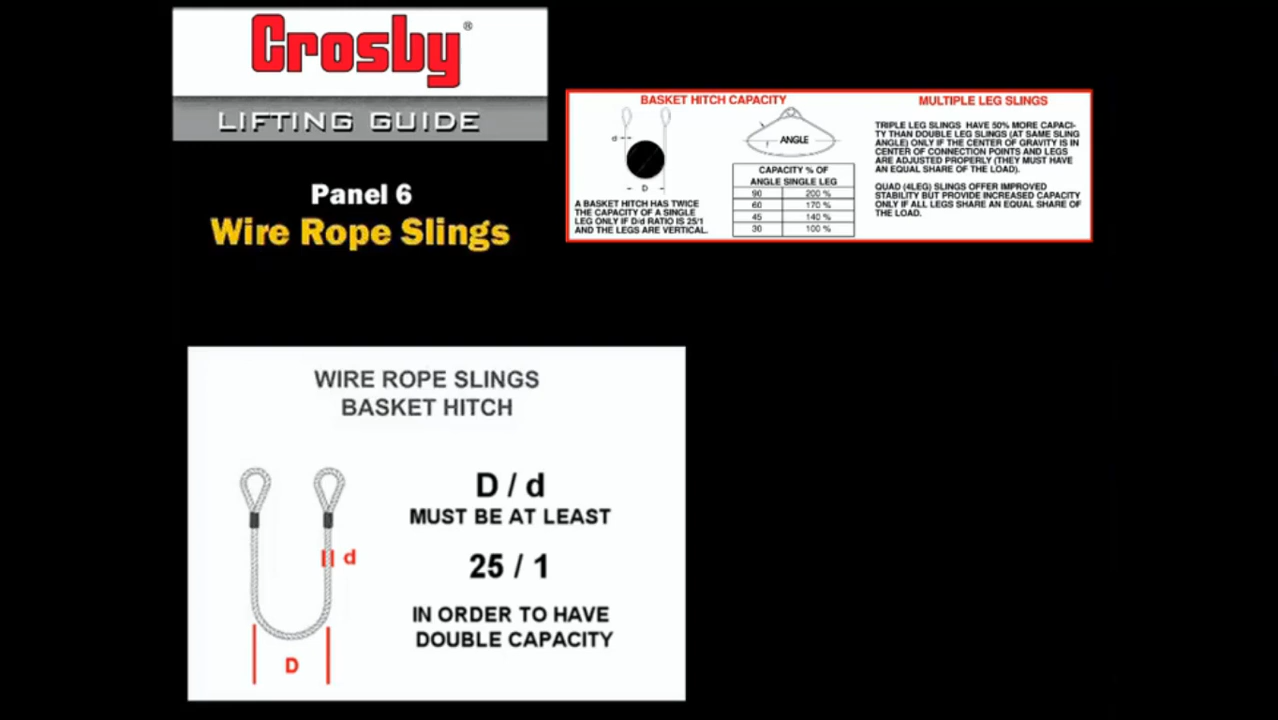 Crosby®
LIFTING GUIDE
Panel 6
Wire Rope Slings
BASKET HITCH CAPACITY
d
D
A BASKET HITCH HAS TWICE
THE CAPACITY OF A SINGLE
LEG ONLY IF D/d RATIO IS 25/1
AND THE LEGS ARE VERTICAL.
ANGLE
CAPACITY % OF
ANGLE SINGLE LEG
90 200 %
60 170 %
45 140 %
30 100 %
MULTIPLE LEG SLINGS
TRIPLE LEG SLINGS HAVE 50% MORE CAPACI-
TY THAN DOUBLE LEG SLINGS (AT SAME SLING
ANGLE) ONLY IF THE CENTER OF GRAVITY IS IN
CENTER OF CONNECTION POINTS AND LEGS
ARE ADJUSTED PROPERLY (THEY MUST HAVE
AN EQUAL SHARE OF THE LOAD).
QUAD (4LEG) SLINGS OFFER IMPROVED
STABILITY BUT PROVIDE INCREASED CAPACITY
ONLY IF ALL LEGS SHARE AN EQUAL SHARE OF
THE LOAD.
WIRE ROPE SLINGS
BASKET HITCH
d
D
D / d
MUST BE AT LEAST
25 / 1
IN ORDER TO HAVE
DOUBLE CAPACITY